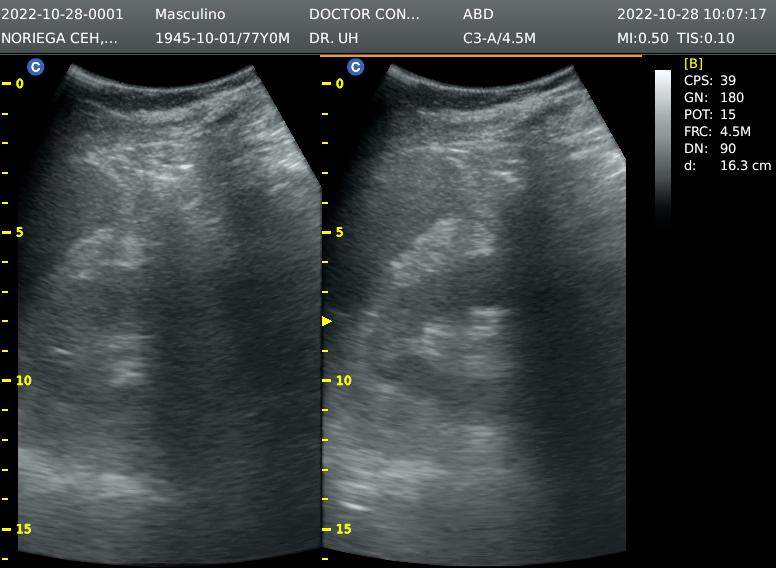 2022-10-28-0001 Masculino DOCTOR CON... ABD 2022-10-28 10:07:17
NORIEGA CEH,... 1945-10-01/77Y0M DR. UH C3-A/4.5M MI:0.50 TIS:0.10
C C [B]
0 0 CPS: 39
GN: 180
POT: 15
FRC: 4.5M
DN: 90
d: 16.3 cm
5 5
10 10
15 15